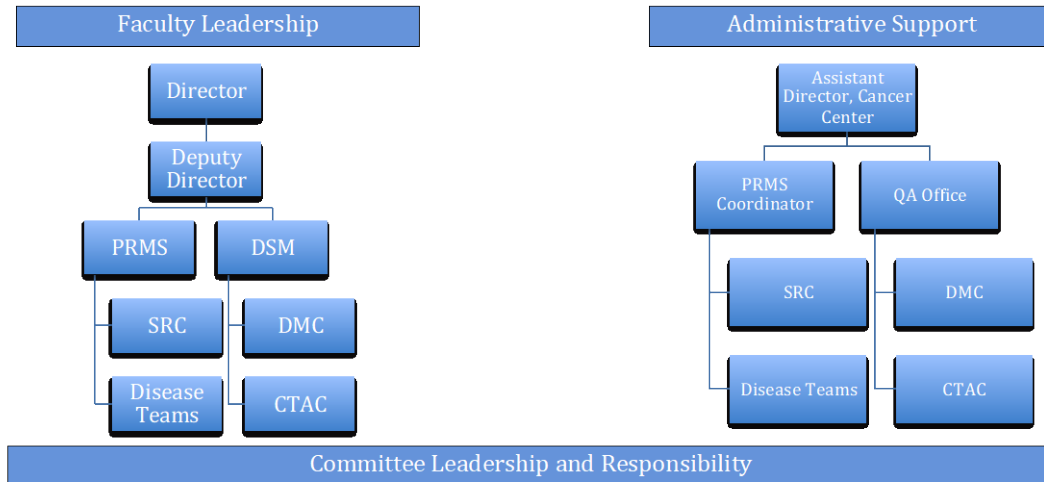 Faculty Leadership
Administrative Support
Director
Deputy
Director
PRMS
DSM
SRC
DMC
Disease
Teams
CTAC
Assistant
Director, Cancer
Center
PRMS
Coordinator
QA Office
SRC
DMC
Disease Teams
CTAC
Committee Leadership and Responsibility